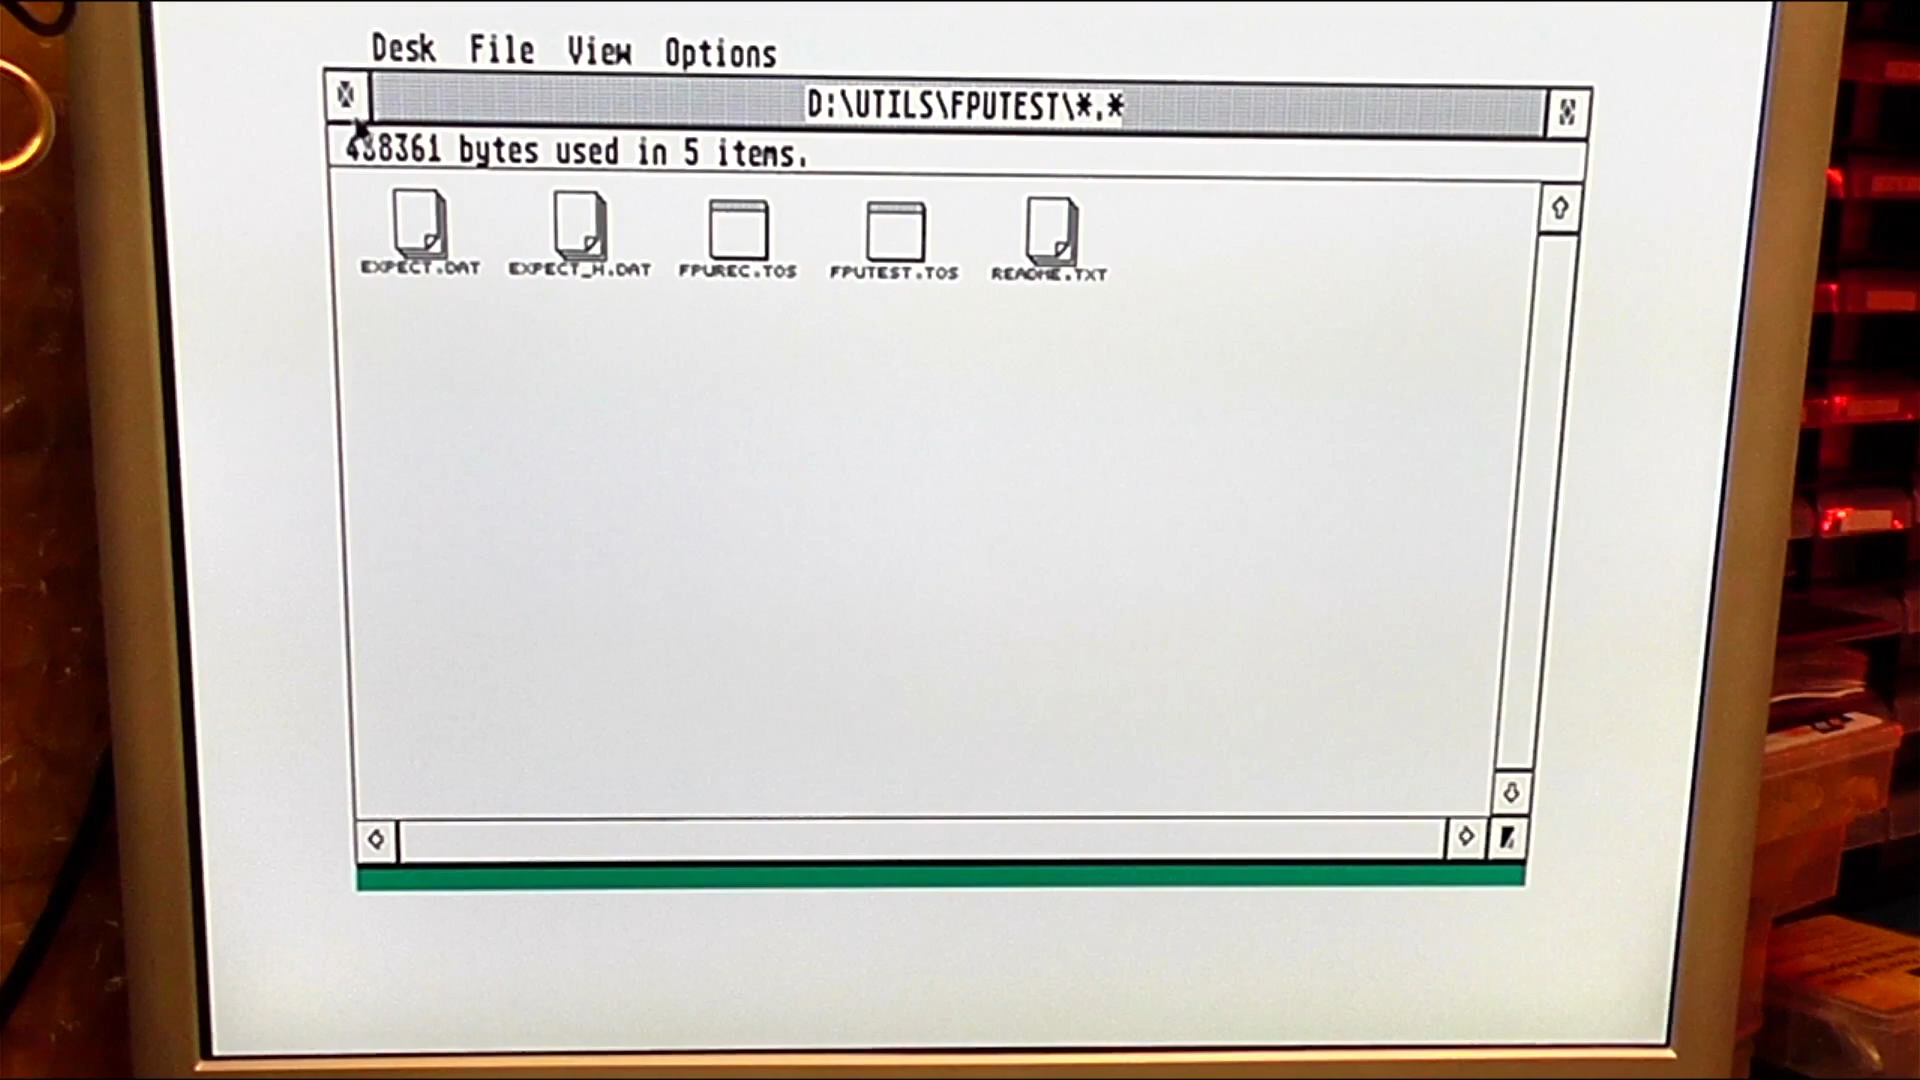 Desk File View Options
D:\UTILS\FPUTEST\*.*
438361 bytes used in 5 items.
EXPECT.DAT EXPECT_H.DAT FPUREC.TOS FPUTEST.TOS README.TXT